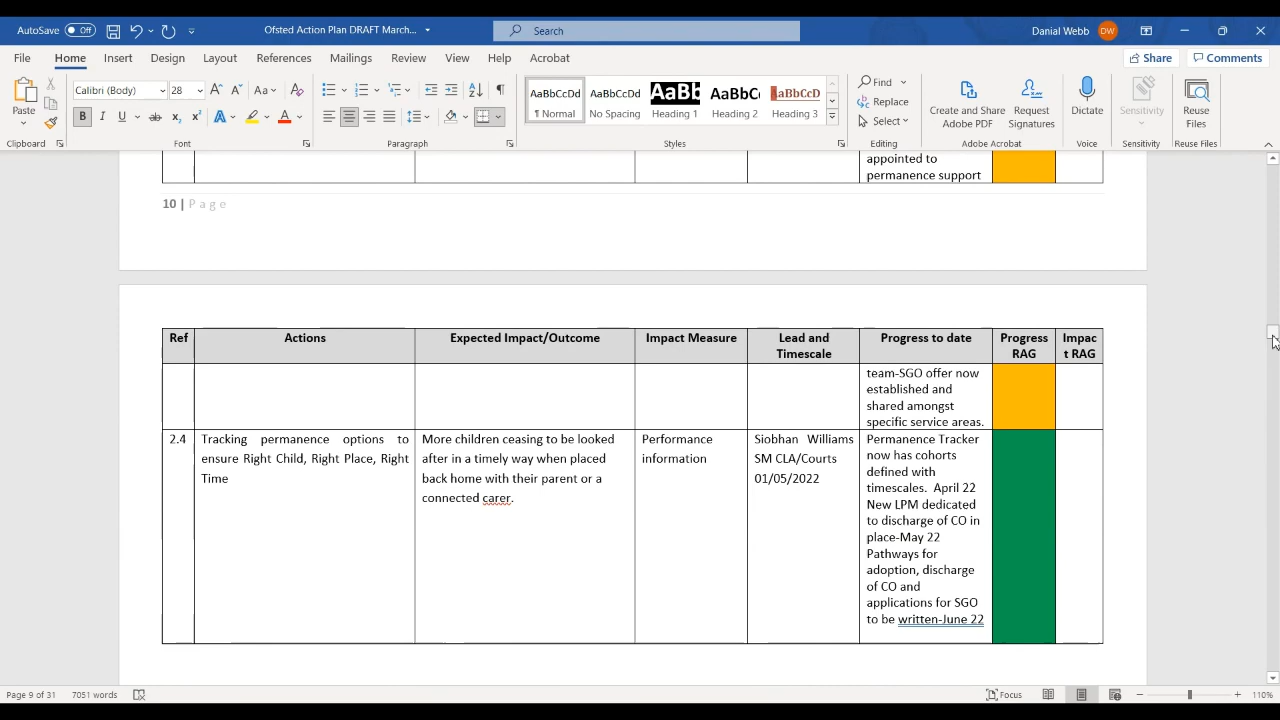 AutoSave Off
Ofsted Action Plan DRAFT March...
Search
Danial Webb DW
File Home Insert Design Layout References Mailings Review View Help Acrobat
Share Comments
Paste
Calibri (Body) 28
AaBbCcDd
¶ Normal
AaBbCcDd
No Spacing
AaBb
Heading 1
AaBbCc
Heading 2
AaBbCcD
Heading 3
Find
Replace
Select
Create and Share
Adobe PDF
Request
Signatures
Dictate
Sensitivity
Reuse
Files
Clipboard Font Paragraph Styles Editing Adobe Acrobat Voice Sensitivity Reuse Files
appointed to
permanence support
10 | Page
Ref
Actions
Expected Impact/Outcome
Impact Measure
Lead and
Timescale
Progress to date
Progress
RAG
Impac
t RAG
team-SGO offer now
established and
shared amongst
specific service areas.
2.4
Tracking permanence options to
ensure Right Child, Right Place, Right
Time
More children ceasing to be looked
after in a timely way when placed
back home with their parent or a
connected carer.
Performance
information
Siobhan Williams
SM CLA/Courts
01/05/2022
Permanence Tracker
now has cohorts
defined with
timescales. April 22
New LPM dedicated
to discharge of CO in
place-May 22
Pathways for
adoption, discharge
of CO and
applications for SGO
to be written-June 22
Page 9 of 31 7051 words
Focus
110%